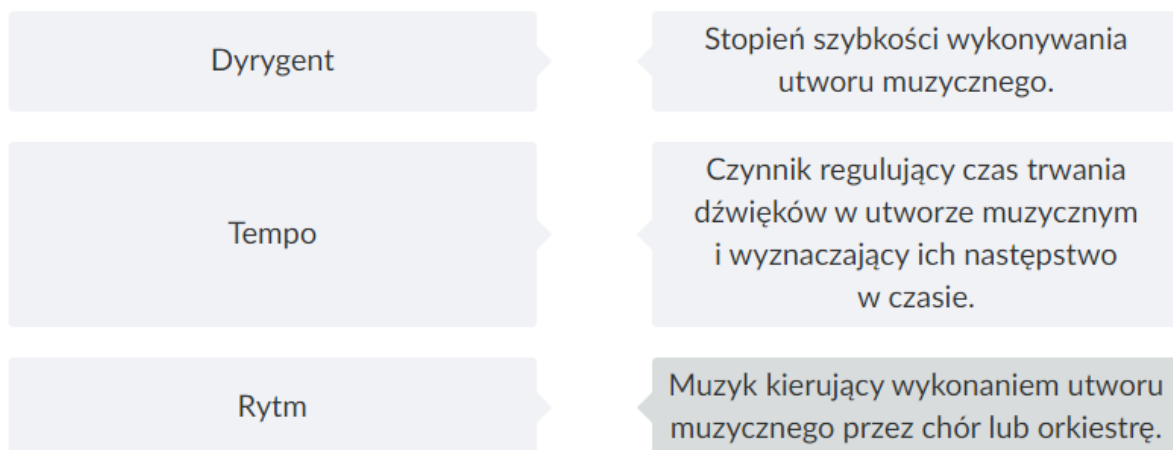 Dyrygent
Stopień szybkości wykonywania
utworu muzycznego.
Tempo
Czynnik regulujący czas trwania
dźwięków w utworze muzycznym
i wyznaczający ich następstwo
w czasie.
Rytm
Muzyk kierujący wykonaniem utworu
muzycznego przez chór lub orkiestrę.